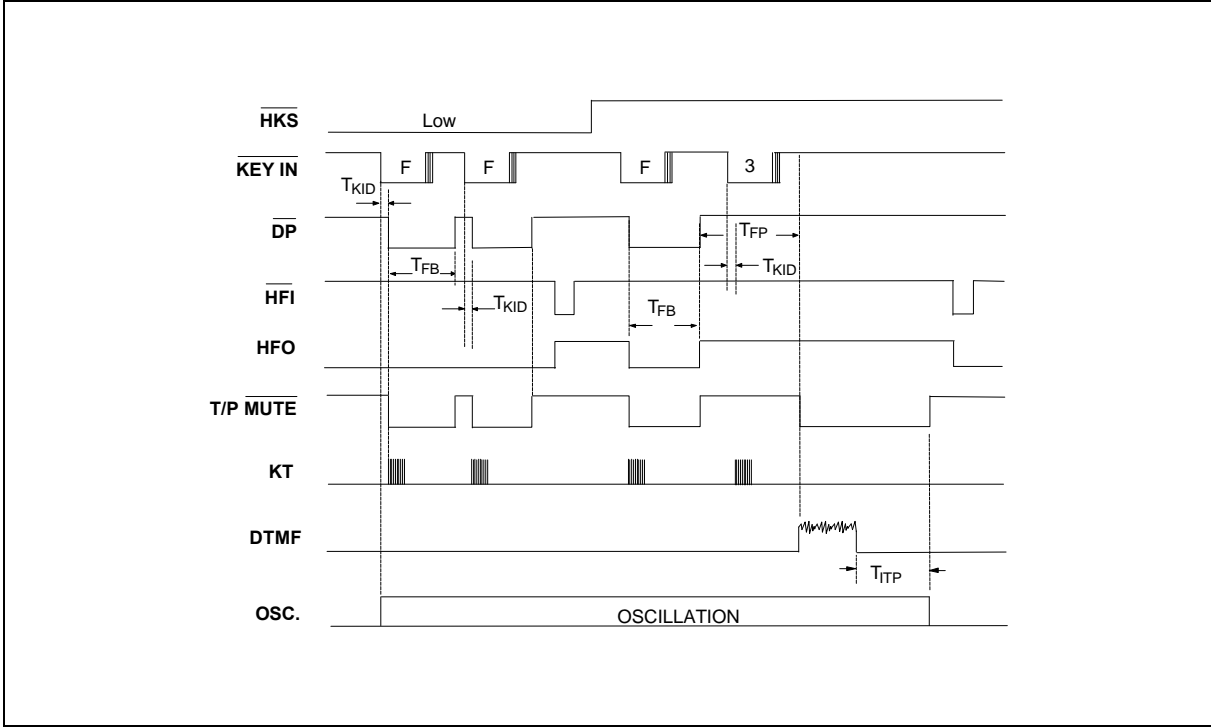 HKS Low
KEY IN F F F 3
TKID
DP
TFP
TFB TKID
HFI
TKID TFB
HFO
T/P MUTE
KT
DTMF
TITP
OSC. OSCILLATION